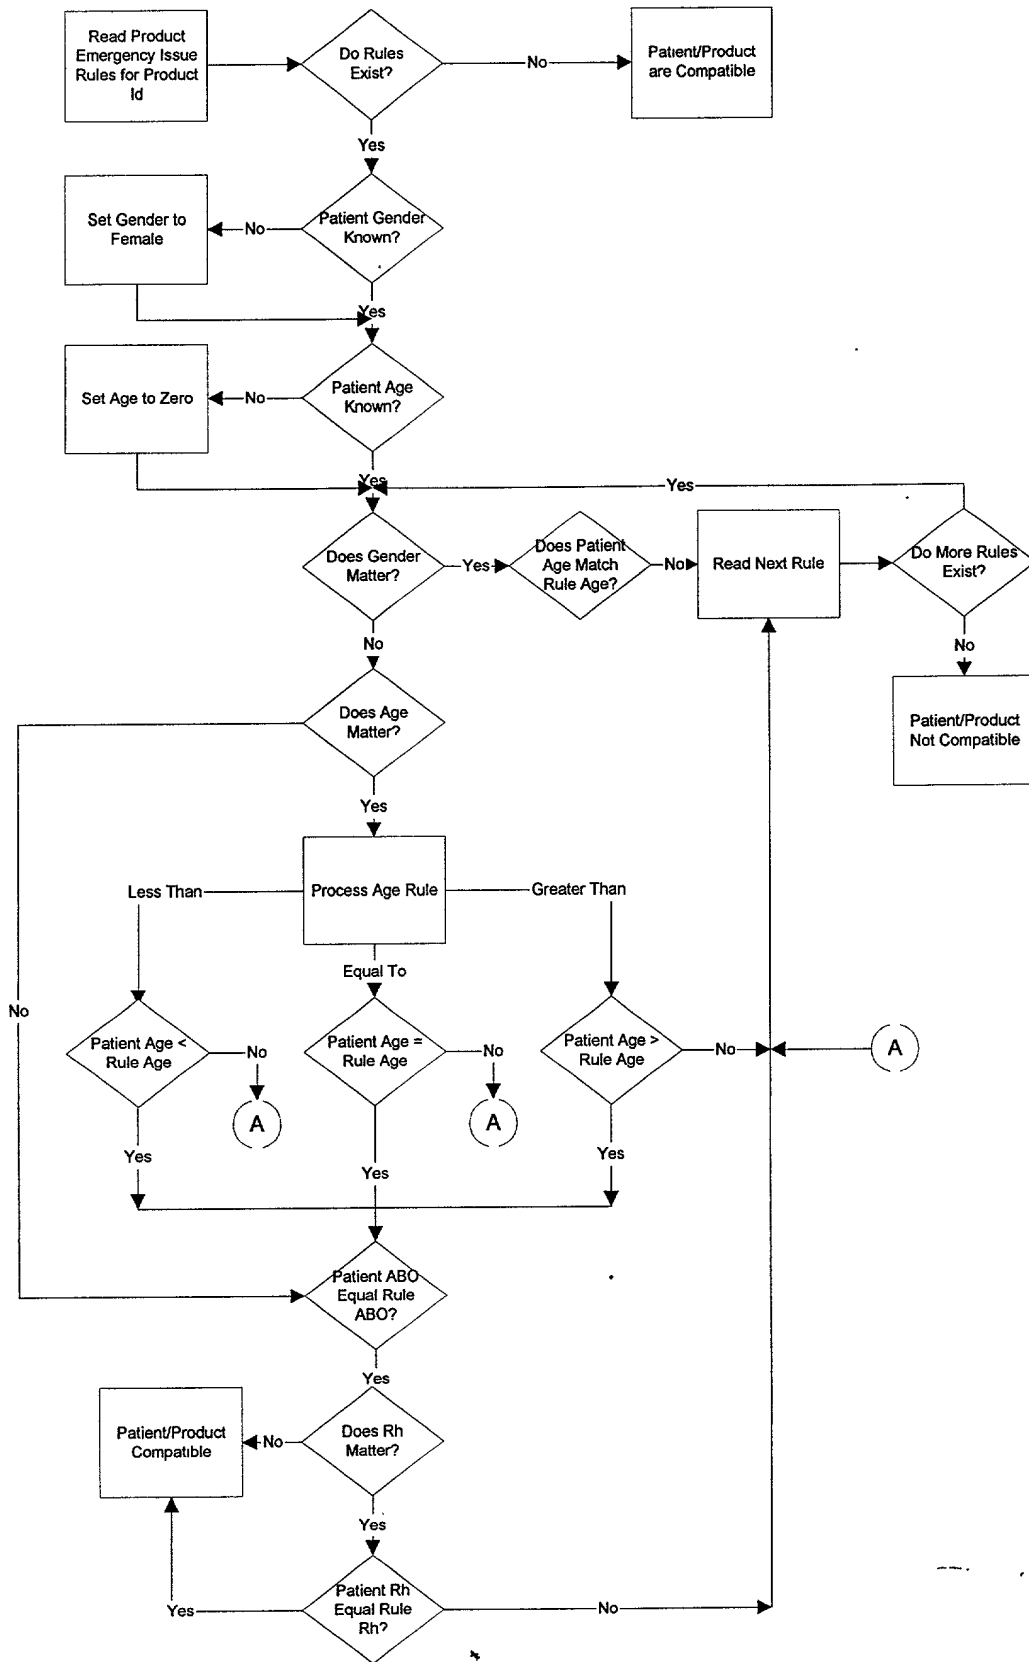 Read Product
Emergency Issue
Rules for Product
Id
Do Rules
Exist?
No
Patient/Product
are Compatible
Yes
Set Gender to
Female
No
Patient Gender
Known?
Yes
Set Age to Zero
No
Patient Age
Known?
Yes
Yes
Does Gender
Matter?
Yes
Does Patient
Age Match
Rule Age?
No
Read Next Rule
Do More Rules
Exist?
No
No
Patient/Product
Not Compatible
Does Age
Matter?
Yes
Less Than
Process Age Rule
Greater Than
Equal To
No
Patient Age <
Rule Age
No
Patient Age =
Rule Age
No
Patient Age >
Rule Age
No
A
A
A
Yes
Yes
Yes
Patient ABO
Equal Rule
ABO?
Yes
Patient/Product
Compatible
No
Does Rh
Matter?
Yes
Yes
Patient Rh
Equal Rule
Rh?
No